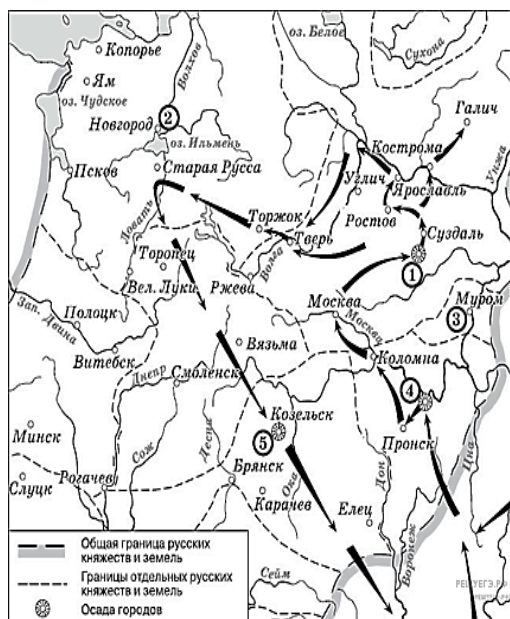 оз. Белое
Сухона
Копорье
Волхов
Ям
Галич
оз. Чудское
2
Новгород
оз. Ильмень
Кострома
Унжа
Псков
Старая Русса
Углич
Ярославль
Ловать
Торжок
Ростов
Тверь
Суздаль
Торопец
Волга
1
Вел. Луки
Ржева
Москва
Муром
Зап. Двина
Полоцк
Москва
3
Вязьма
Коломна
Витебск
Днепр
Смоленск
4
Козельск
Минск
5
Пронск
Сож
Десна
Дон
Цна
Слуцк
Рогачев
Брянск
Ока
Карачев
Елец
Воронеж
Общая граница русских
княжеств и земель
Границы отдельных русских
княжеств и земель
Сейм
РЕШУЕГЭ.РФ
Осада городов